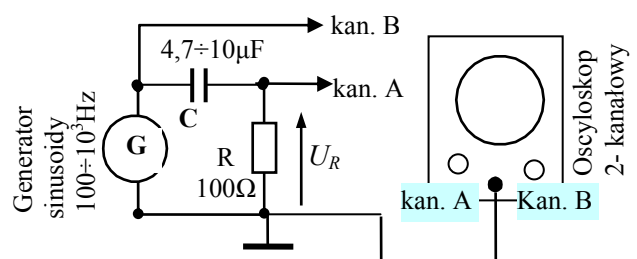 kan. B
4,7÷10μF
C
kan. A
Generator
sinusoidy
100÷10³Hz
G
R
100Ω
U_R
Oscyloskop
2- kanałowy
kan. A
Kan. B